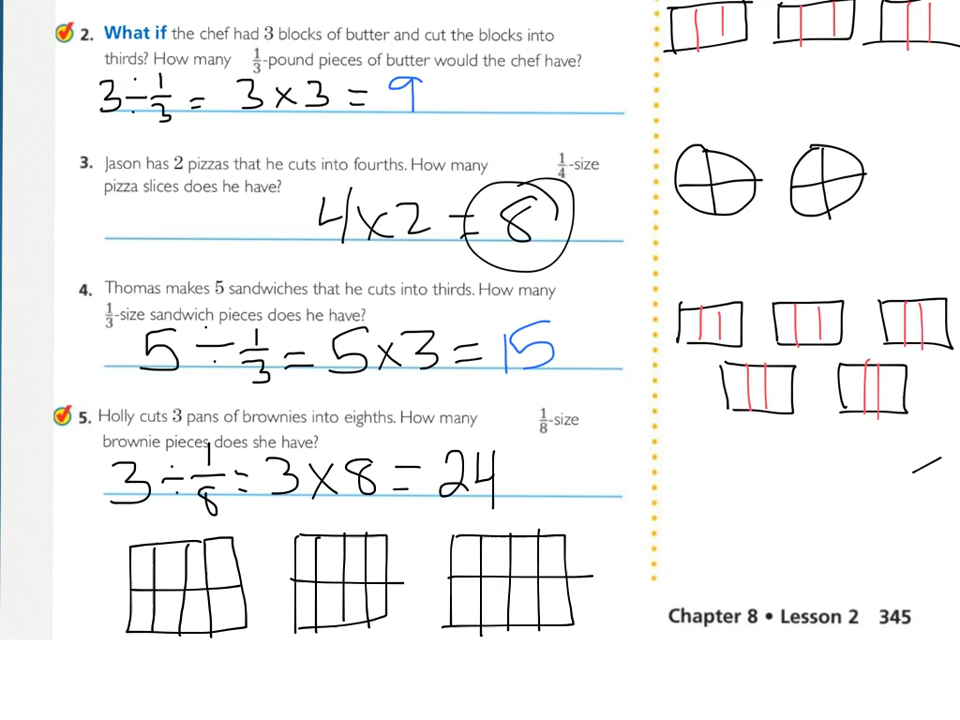 2. What if the chef had 3 blocks of butter and cut the blocks into
thirds? How many 1/3-pound pieces of butter would the chef have?
3 ÷ 1/3 = 3 x 3 = 9
3. Jason has 2 pizzas that he cuts into fourths. How many 1/4-size
pizza slices does he have?
4 x 2 = 8
4. Thomas makes 5 sandwiches that he cuts into thirds. How many
1/3-size sandwich pieces does he have?
5 ÷ 1/3 = 5 x 3 = 15
5. Holly cuts 3 pans of brownies into eighths. How many 1/8-size
brownie pieces does she have?
3 ÷ 1/8 = 3 x 8 = 24
Chapter 8 • Lesson 2 345